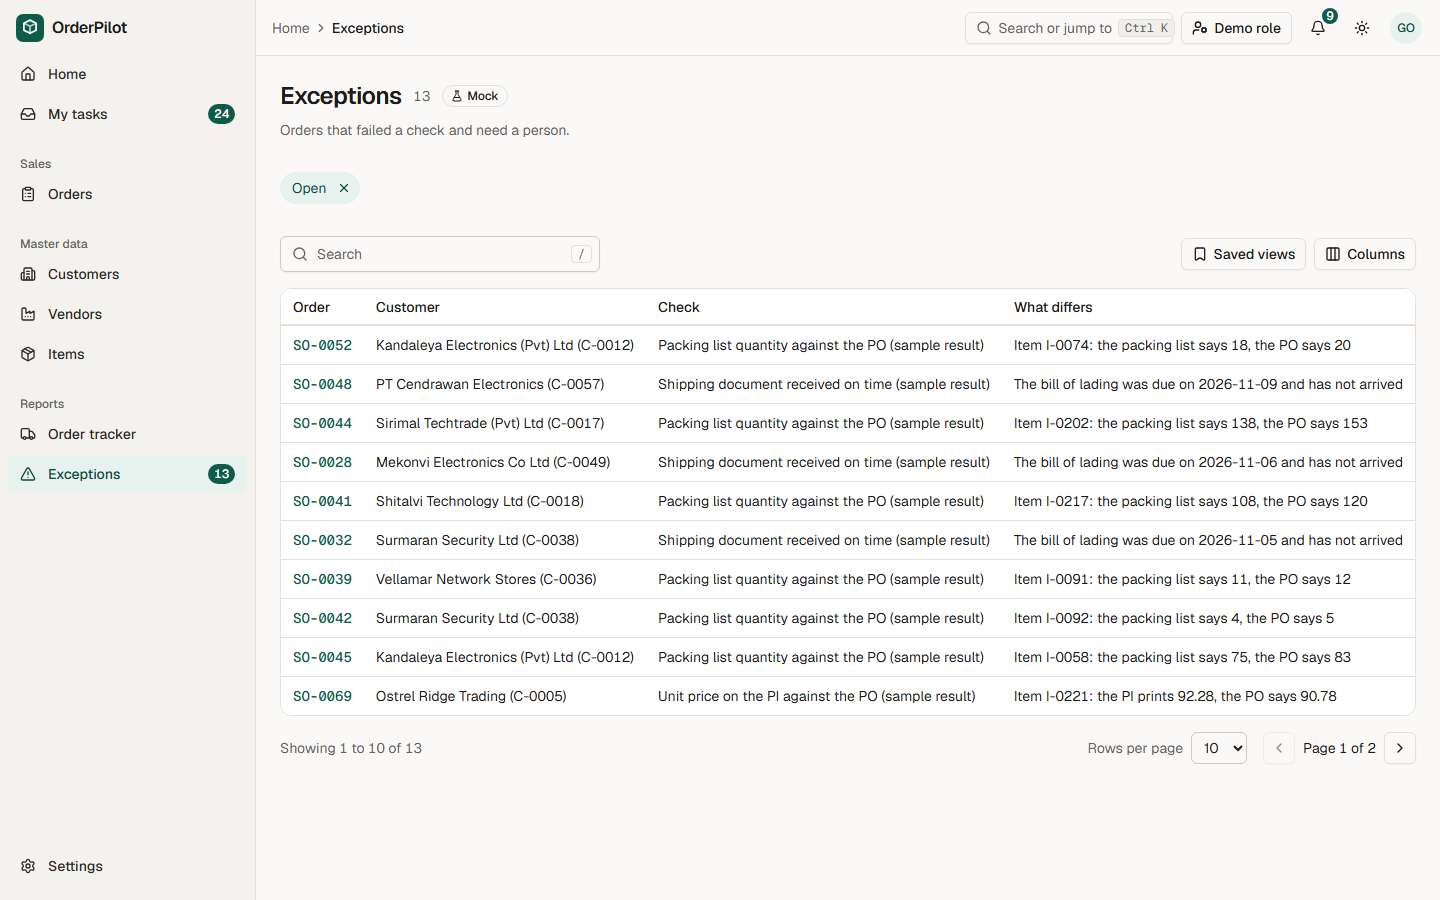 OrderPilot
Home
My tasks 24
Sales
Orders
Master data
Customers
Vendors
Items
Reports
Order tracker
Exceptions 13
Settings
Home > Exceptions
Search or jump to Ctrl K
Demo role
9
GO
Exceptions 13 Mock
Orders that failed a check and need a person.
Open
Search /
Saved views
Columns
Order Customer Check What differs
SO-0052 Kandaleya Electronics (Pvt) Ltd (C-0012) Packing list quantity against the PO (sample result) Item I-0074: the packing list says 18, the PO says 20
SO-0048 PT Cendrawan Electronics (C-0057) Shipping document received on time (sample result) The bill of lading was due on 2026-11-09 and has not arrived
SO-0044 Sirimal Techtrade (Pvt) Ltd (C-0017) Packing list quantity against the PO (sample result) Item I-0202: the packing list says 138, the PO says 153
SO-0028 Mekonvi Electronics Co Ltd (C-0049) Shipping document received on time (sample result) The bill of lading was due on 2026-11-06 and has not arrived
SO-0041 Shitalvi Technology Ltd (C-0018) Packing list quantity against the PO (sample result) Item I-0217: the packing list says 108, the PO says 120
SO-0032 Surmaran Security Ltd (C-0038) Shipping document received on time (sample result) The bill of lading was due on 2026-11-05 and has not arrived
SO-0039 Vellamar Network Stores (C-0036) Packing list quantity against the PO (sample result) Item I-0091: the packing list says 11, the PO says 12
SO-0042 Surmaran Security Ltd (C-0038) Packing list quantity against the PO (sample result) Item I-0092: the packing list says 4, the PO says 5
SO-0045 Kandaleya Electronics (Pvt) Ltd (C-0012) Packing list quantity against the PO (sample result) Item I-0058: the packing list says 75, the PO says 83
SO-0069 Ostrel Ridge Trading (C-0005) Unit price on the PI against the PO (sample result) Item I-0221: the PI prints 92.28, the PO says 90.78
Showing 1 to 10 of 13
Rows per page 10
Page 1 of 2